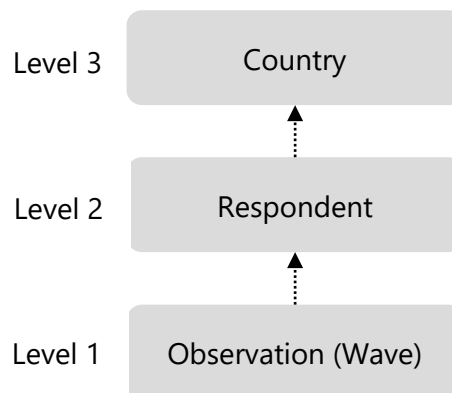 Level 3 Country
Level 2 Respondent
Level 1 Observation (Wave)